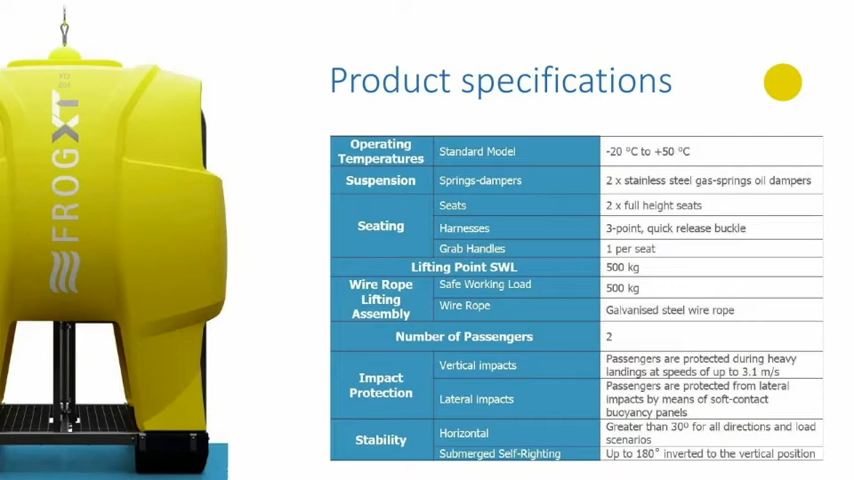 FROGXT
Product specifications
Operating
Temperatures
Standard Model
-20 °C to +50 °C
Suspension
Springs-dampers
2 x stainless steel gas-springs oil dampers
Seating
Seats
2 x full height seats
Harnesses
3-point, quick release buckle
Grab Handles
1 per seat
Lifting Point SWL
500 kg
Wire Rope
Lifting
Assembly
Safe Working Load
500 kg
Wire Rope
Galvanised steel wire rope
Number of Passengers
2
Impact
Protection
Vertical impacts
Passengers are protected during heavy
landings at speeds of up to 3.1 m/s
Lateral impacts
Passengers are protected from lateral
impacts by means of soft-contact
buoyancy panels
Stability
Horizontal
Greater than 30º for all directions and load
scenarios
Submerged Self-Righting
Up to 180° inverted to the vertical position